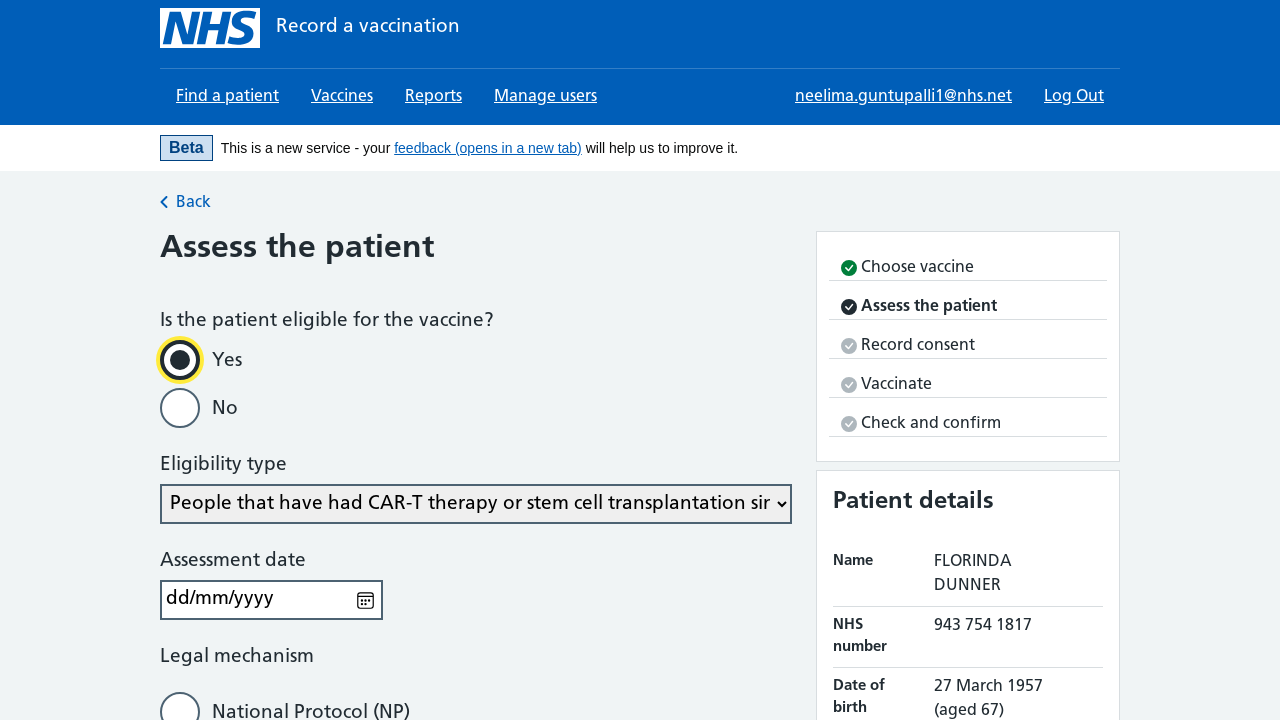 NHS Record a vaccination
Find a patient Vaccines Reports Manage users neelima.guntupalli1@nhs.net Log Out
Beta This is a new service - your feedback (opens in a new tab) will help us to improve it.
Back
Assess the patient
Is the patient eligible for the vaccine?
Yes
No
Eligibility type
People that have had CAR-T therapy or stem cell transplantation sir
Assessment date
dd/mm/yyyy
Legal mechanism
National Protocol (NP)
Choose vaccine
Assess the patient
Record consent
Vaccinate
Check and confirm
Patient details
Name FLORINDA
DUNNER
NHS 943 754 1817
number
Date of 27 March 1957
birth (aged 67)